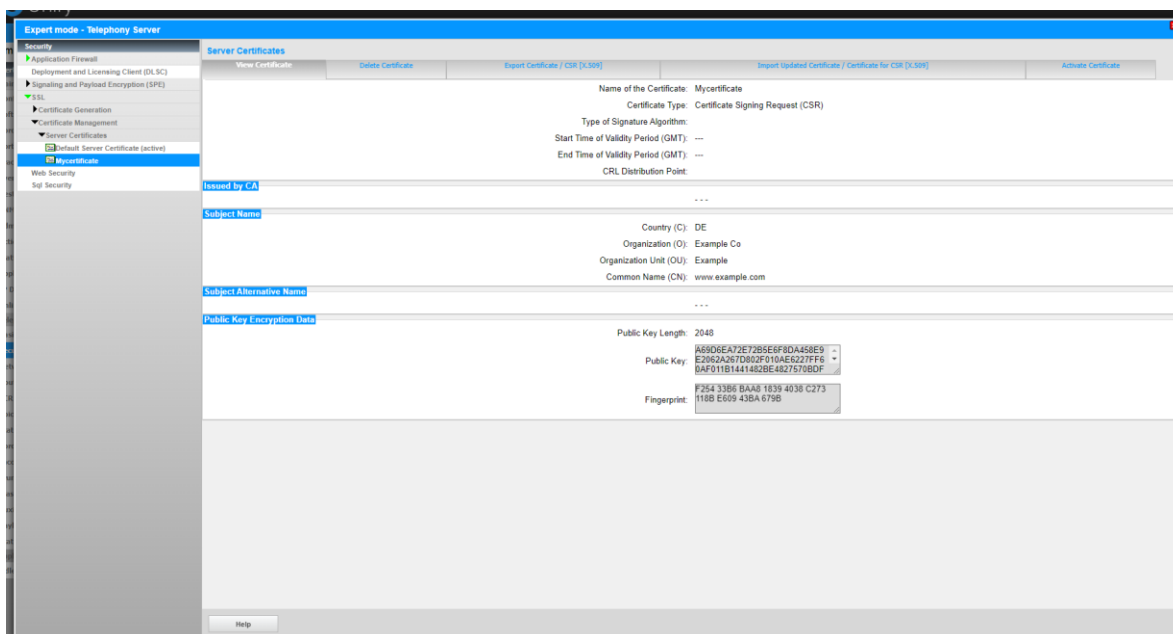 Expert mode - Telephony Server
Security
Application Firewall
Deployment and Licensing Client (DLSC)
Signaling and Payload Encryption (SPE)
SSL
Certificate Generation
Certificate Management
Server Certificates
Default Server Certificate (active)
Mycertificate
Web Security
Sql Security
Server Certificates
View Certificate
Delete Certificate
Export Certificate / CSR [X.509]
Import Updated Certificate / Certificate for CSR [X.509]
Activate Certificate
Name of the Certificate: Mycertificate
Certificate Type: Certificate Signing Request (CSR)
Type of Signature Algorithm:
Start Time of Validity Period (GMT): ---
End Time of Validity Period (GMT): ---
CRL Distribution Point:
Issued by CA
- - -
Subject Name
Country (C): DE
Organization (O): Example Co
Organization Unit (OU): Example
Common Name (CN): www.example.com
Subject Alternative Name
- - -
Public Key Encryption Data
Public Key Length: 2048
Public Key:
A69D6EA72E72B5E6F8DA458E9
E2062A267D802F010AE6227FF6
0AF011B1441482BE4827570BDF
Fingerprint:
F254 33B6 BAA8 1839 4038 C273
118B E609 43BA 679B
Help